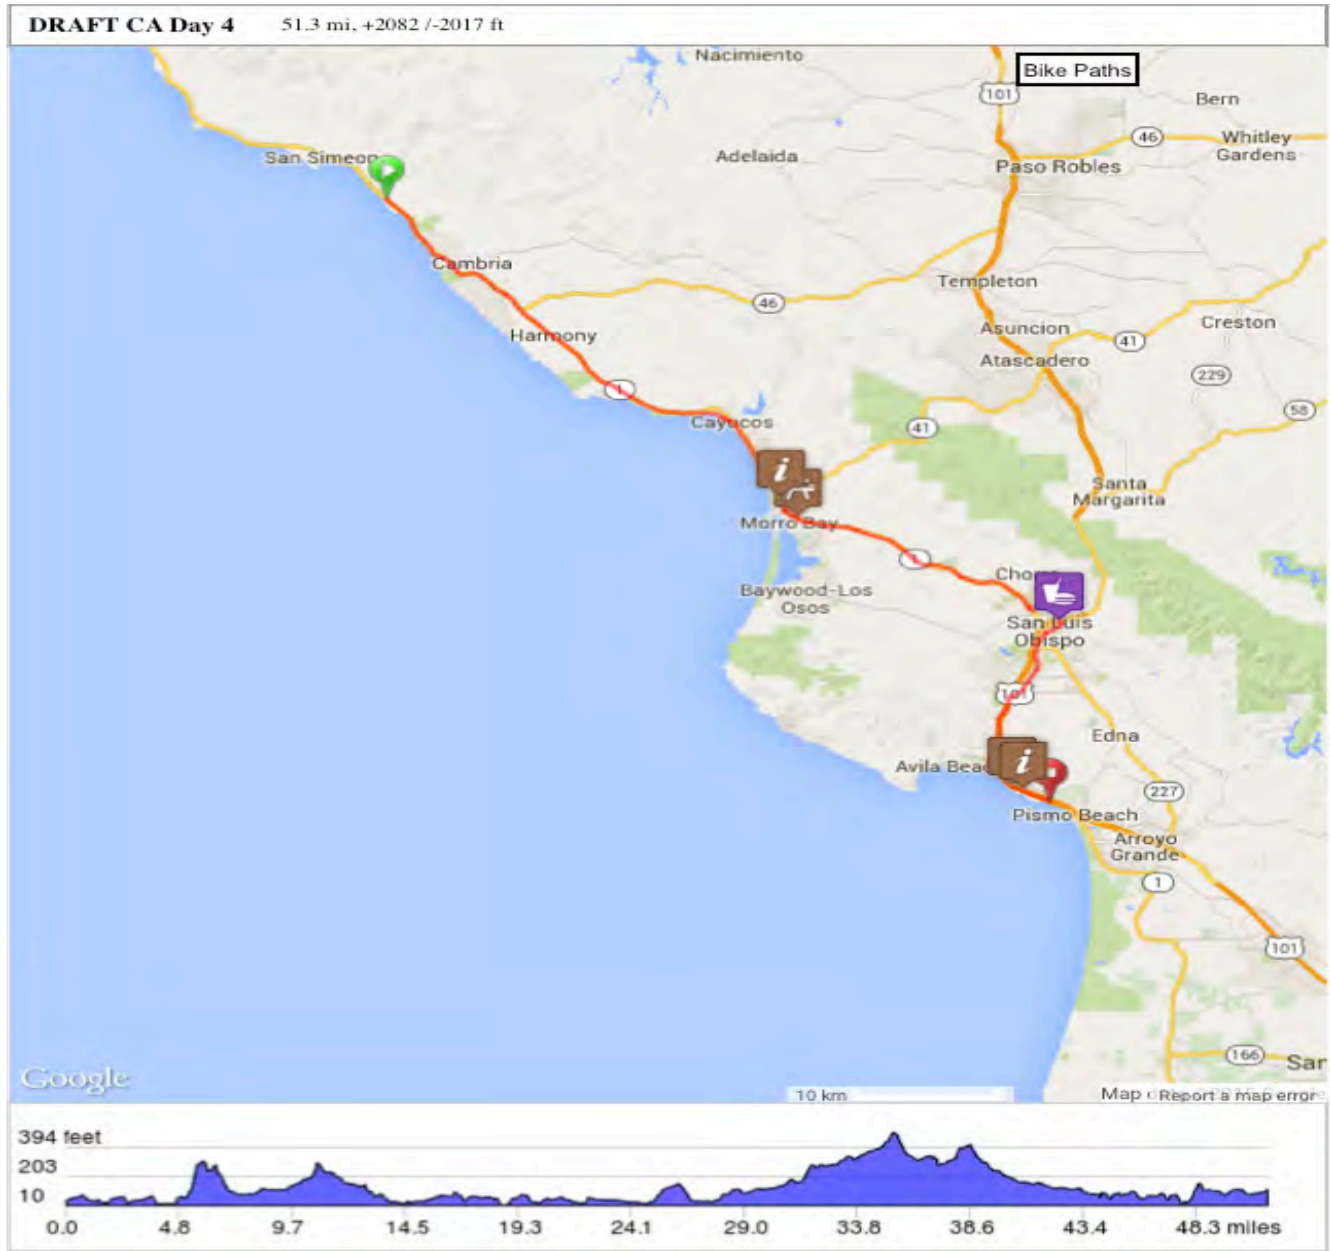 DRAFT CA Day 4 51.3 mi, +2082 /-2017 ft
Nacimiento
Bike Paths
101
Bern
46
Whitley
Gardens
San Simeon
Adelaida
Paso Robles
Cambria
Templeton
46
Harmony
Asuncion
41
Creston
Atascadero
229
1
58
Cayucos
41
Santa
Margarita
Morro Bay
1
Baywood-Los
Osos
San Luis
Obispo
101
Edna
Avila Beac
227
Pismo Beach
Arroyo
Grande
1
101
166
San
Google
10 km
Map
Report a map error
394 feet
203
10
0.0 4.8 9.7 14.5 19.3 24.1 29.0 33.8 38.6 43.4 48.3 miles